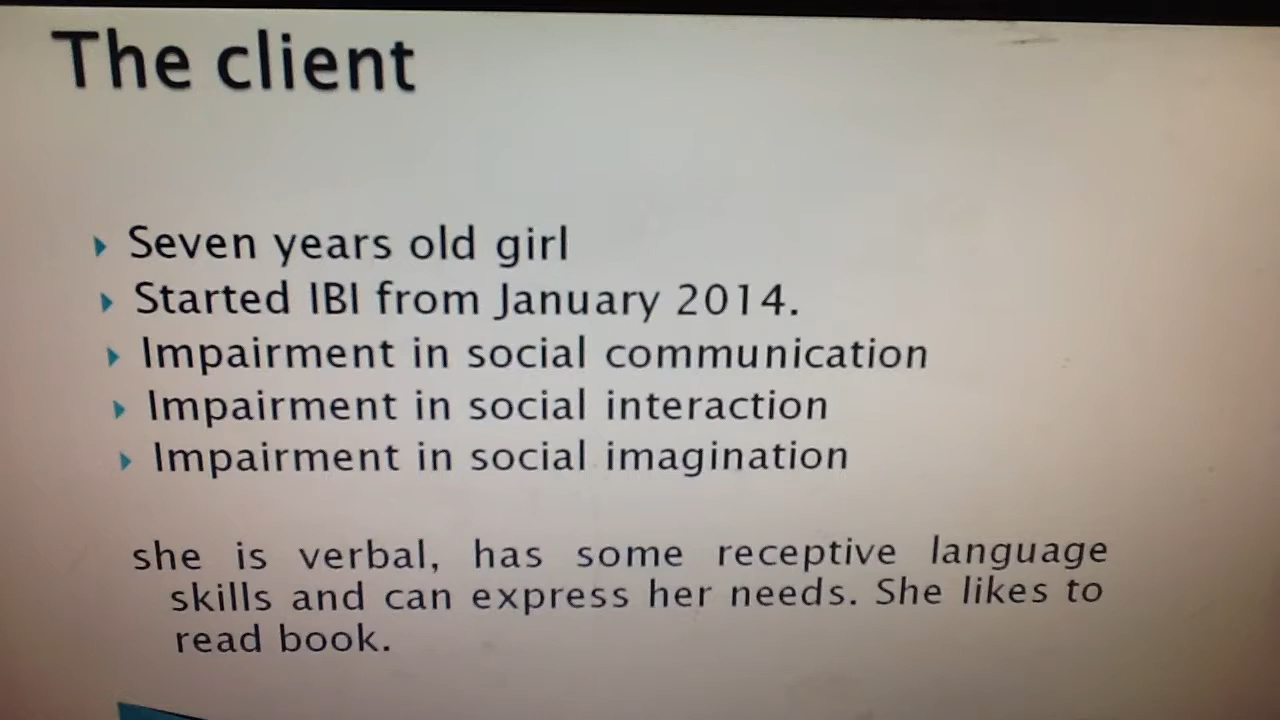 The client
Seven years old girl
Started IBI from January 2014.
Impairment in social communication
Impairment in social interaction
Impairment in social imagination
she is verbal, has some receptive language
skills and can express her needs. She likes to
read book.